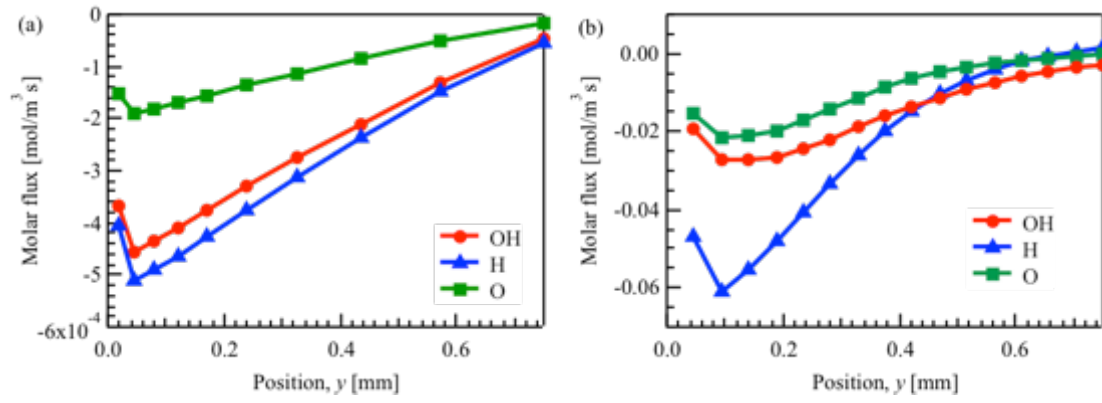 (a)
Molar flux [mol/m³ s]
0
-1
-2
-3
-4
-5
-6x10⁻⁴
OH
H
O
0.0
0.2
0.4
0.6
Position, y [mm]
(b)
Molar flux [mol/m³ s]
0.00
-0.02
-0.04
-0.06
OH
H
O
0.0
0.2
0.4
0.6
Position, y [mm]